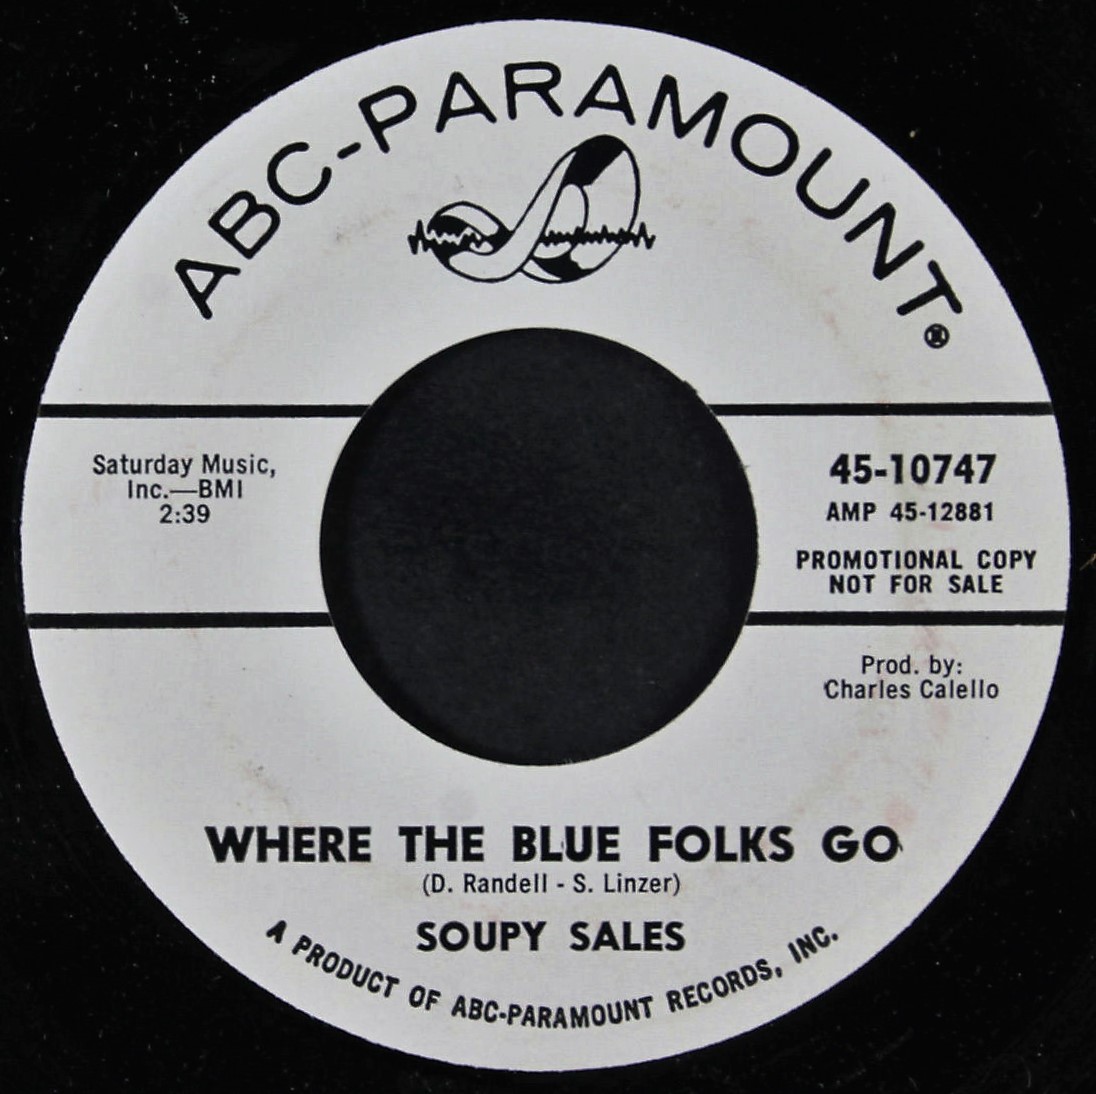 ABC-PARAMOUNT®
Saturday Music,
Inc.—BMI
2:39
45-10747
AMP 45-12881
PROMOTIONAL COPY
NOT FOR SALE
Prod. by:
Charles Calello
WHERE THE BLUE FOLKS GO
(D. Randell - S. Linzer)
SOUPY SALES
A PRODUCT OF ABC-PARAMOUNT RECORDS, INC.